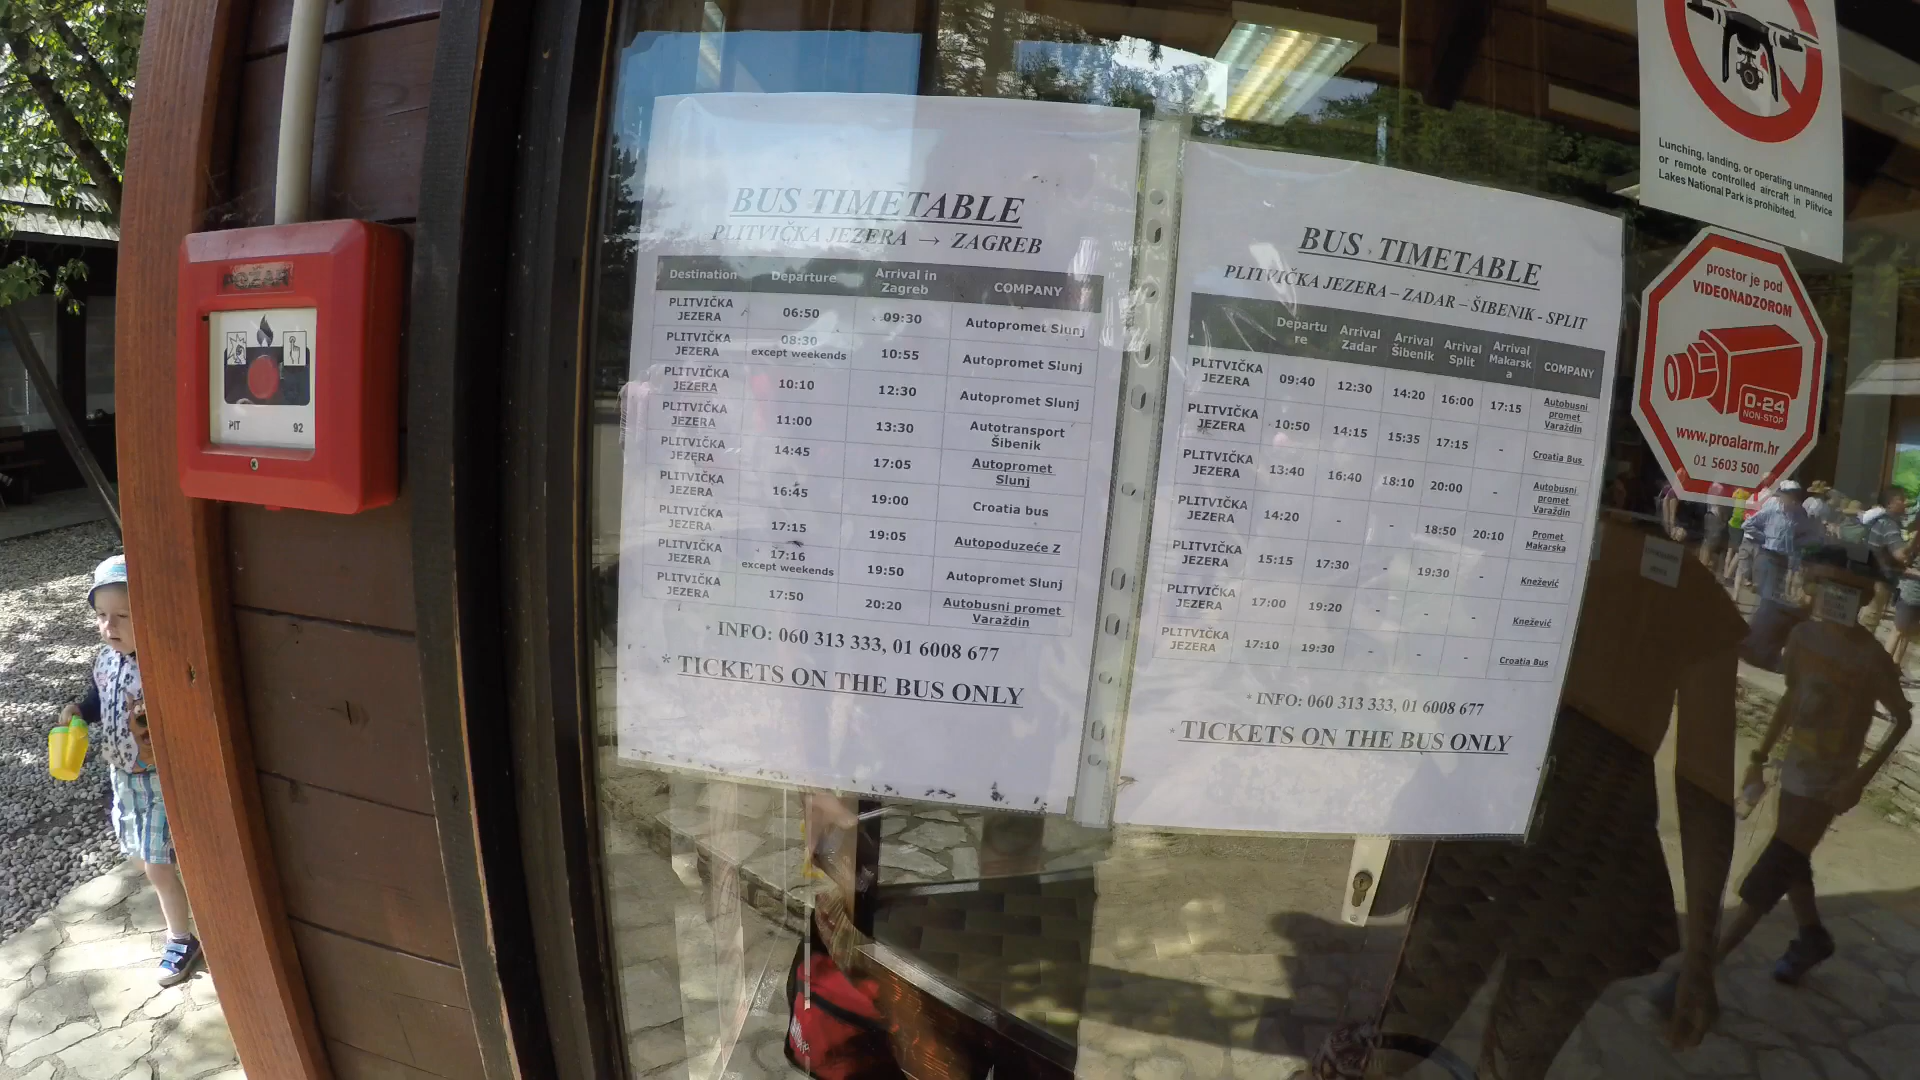 POŽAR
PIT 92
BUS TIMETABLE
PLITVIČKA JEZERA → ZAGREB
Destination Departure Arrival in Zagreb COMPANY
PLITVIČKA JEZERA 06:50 09:30 Autopromet Slunj
PLITVIČKA JEZERA 08:30 except weekends 10:55 Autopromet Slunj
PLITVIČKA JEZERA 10:10 12:30 Autopromet Slunj
PLITVIČKA JEZERA 11:00 13:30 Autotransport Šibenik
PLITVIČKA JEZERA 14:45 17:05 Autopromet Slunj
PLITVIČKA JEZERA 16:45 19:00 Croatia bus
PLITVIČKA JEZERA 17:15 19:05 Autopoduzeće Z
PLITVIČKA JEZERA 17:16 except weekends 19:50 Autopromet Slunj
PLITVIČKA JEZERA 17:50 20:20 Autobusni promet Varaždin
* INFO: 060 313 333, 01 6008 677
* TICKETS ON THE BUS ONLY
BUS TIMETABLE
PLITVIČKA JEZERA – ZADAR – ŠIBENIK - SPLIT
Departu re Arrival Zadar Arrival Šibenik Arrival Split Arrival Makarsk a COMPANY
PLITVIČKA JEZERA 09:40 12:30 14:20 16:00 17:15 Autobusni promet Varaždin
PLITVIČKA JEZERA 10:50 14:15 15:35 17:15 - Croatia Bus
PLITVIČKA JEZERA 13:40 16:40 18:10 20:00 - Autobusni promet Varaždin
PLITVIČKA JEZERA 14:20 - - 18:50 20:10 Promet Makarska
PLITVIČKA JEZERA 15:15 17:30 - 19:30 - Knežević
PLITVIČKA JEZERA 17:00 19:20 - - - Knežević
PLITVIČKA JEZERA 17:10 19:30 - - - Croatia Bus
* INFO: 060 313 333, 01 6008 677
* TICKETS ON THE BUS ONLY
Lunching, landing, or operating unmanned
or remote controlled aircraft in Plitvice
Lakes National Park is prohibited.
prostor je pod
VIDEONADZOROM
0-24
NON-STOP
www.proalarm.hr
01 5603 500